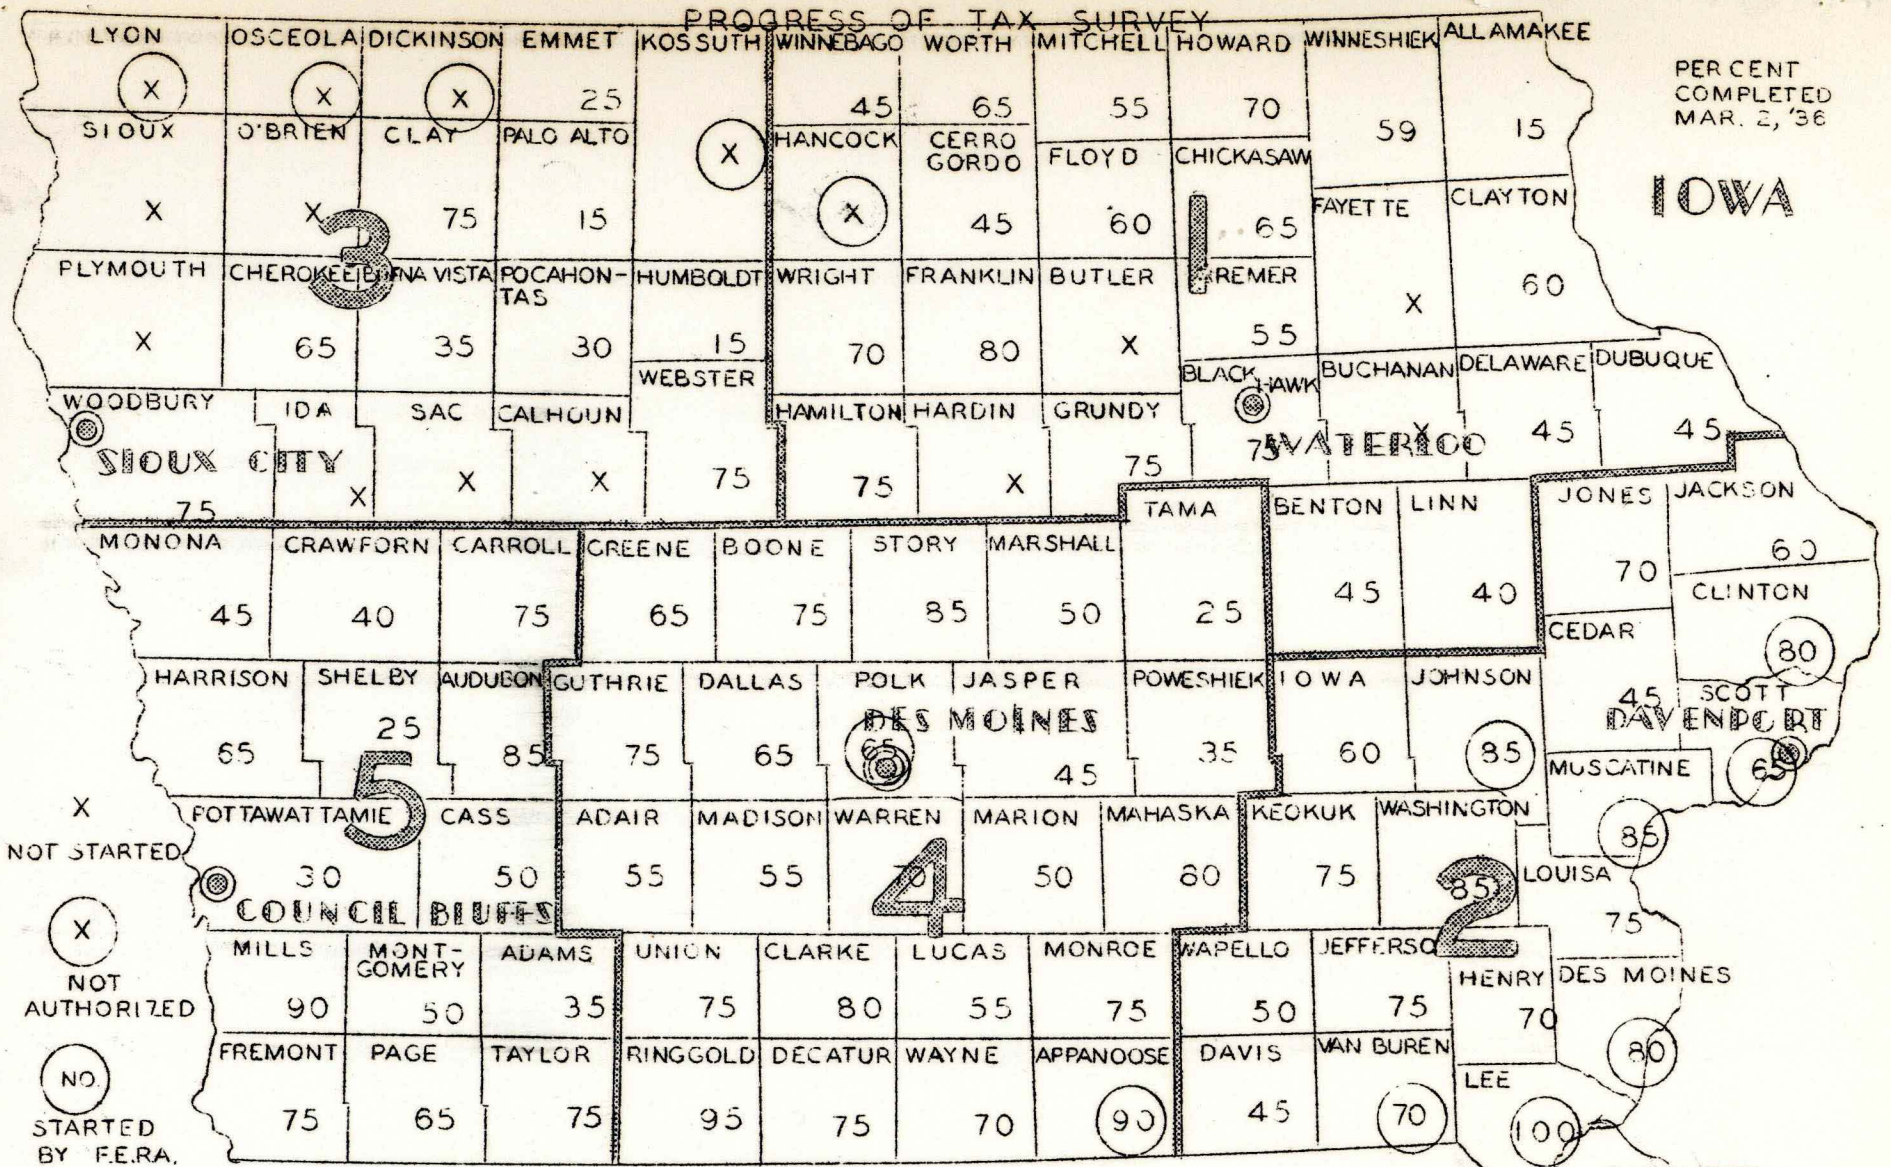 PROGRESS OF TAX SURVEY
LYON OSCEOLA DICKINSON EMMET KOSSUTH WINNEBAGO WORTH MITCHELL HOWARD WINNESHIEK ALLAMAKEE
PER CENT
COMPLETED
MAR. 2, '36
IOWA
X X X 25 X 45 65 55 70 59 15
SIOUX O'BRIEN CLAY PALO ALTO HANCOCK CERRO GORDO FLOYD CHICKASAW
X X 75 15 X 45 60 65
FAYETTE CLAYTON
X 60
3
1
PLYMOUTH CHEROKEE NA VISTA POCAHON-
TAS
HUMBOLDT WRIGHT FRANKLIN BUTLER REMER
X 65 35 30 15 70 80 X 55
WEBSTER
BLACK HAWK BUCHANAN DELAWARE DUBUQUE
WOODBURY IDA SAC CALHOUN HAMILTON HARDIN GRUNDY
SIOUX CITY
WATERLOO
75 X X X 75 75 X 75 75 X 45 45
TAMA BENTON LINN JONES JACKSON
MONONA CRAWFORN CARROLL GREENE BOONE STORY MARSHALL
45 40 75 65 75 85 50 25 45 40 70 60
CLINTON
80
CEDAR
45
HARRISON SHELBY AUDUBON GUTHRIE DALLAS POLK JASPER POWESHIEK IOWA JOHNSON
SCOTT
DES MOINES
DAVENPORT
65 25 85 75 65 65 45 35 60 85 65
5
MUSCATINE
85
X
NOT STARTED
POTTAWATTAMIE CASS ADAIR MADISON WARREN MARION MAHASKA KEOKUK WASHINGTON
30 50 55 55 70 50 80 75 85
4
2
LOUISA
75
COUNCIL BLUFFS
X
NOT
AUTHORIZED
MILLS MONT-
GOMERY
ADAMS UNION CLARKE LUCAS MONROE WAPELLO JEFFERSO
HENRY DES MOINES
90 50 35 75 80 55 75 50 75 70 80
FREMONT PAGE TAYLOR RINGGOLD DECATUR WAYNE APPANOOSE DAVIS VAN BUREN
LEE
75 65 75 95 75 70 90 45 70 100
NO.
STARTED
BY F.E.R.A.